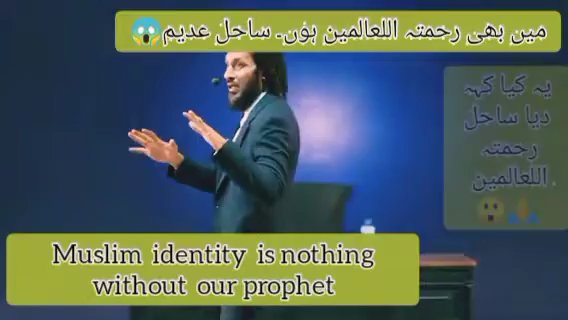 میں بھی رحمتہ اللعالمین ہوں۔ ساحل عدیم😱
یہ کیا کہہ
دیا ساحل
رحمتہ
اللعالمین
😲🙏
Muslim identity is nothing
without our prophet